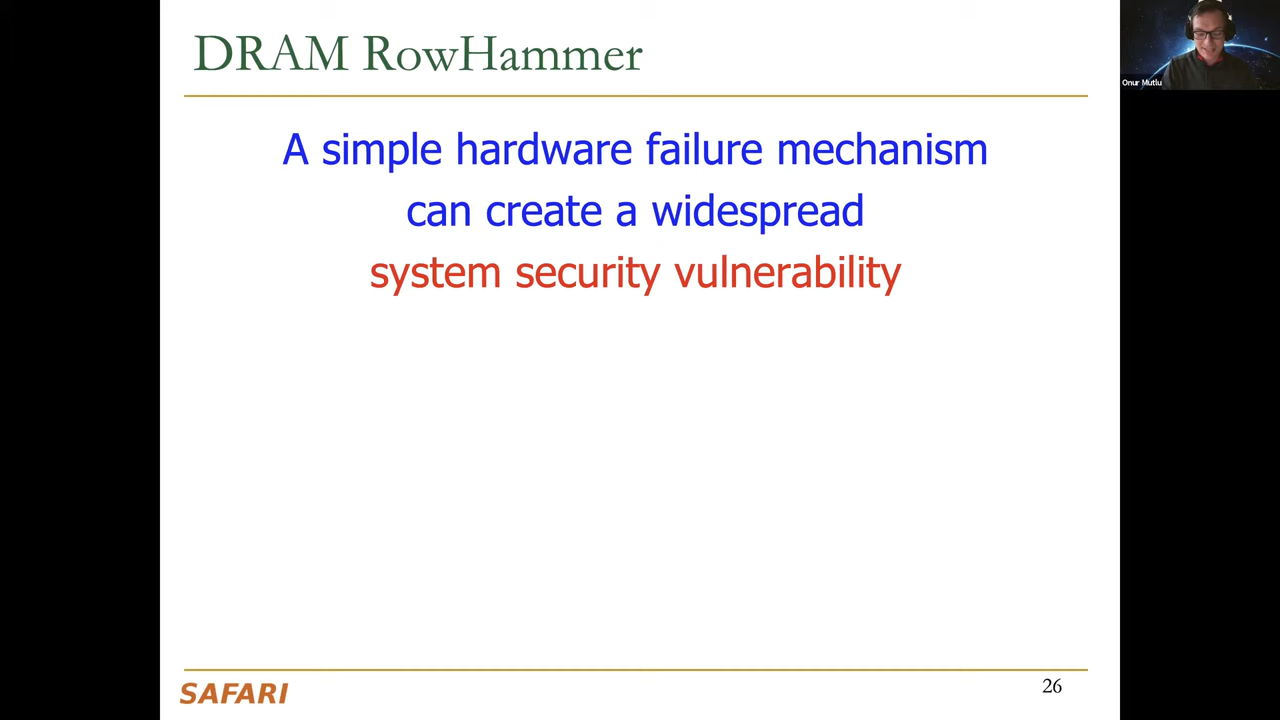 DRAM RowHammer
Onur Mutlu
A simple hardware failure mechanism
can create a widespread
system security vulnerability
SAFARI
26